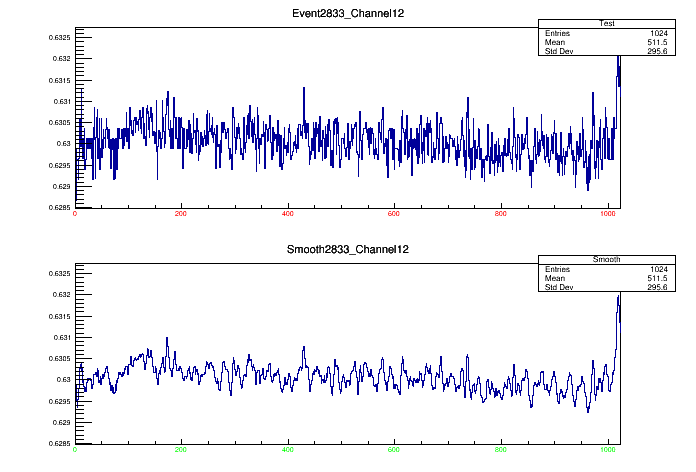 Event2833_Channel12
Test
Entries 1024
Mean 511.5
Std Dev 295.6
0.6325
0.632
0.6315
0.631
0.6305
0.63
0.6295
0.629
0.6285
0 200 400 600 800 1000
Smooth2833_Channel12
Smooth
Entries 1024
Mean 511.5
Std Dev 295.6
0.6325
0.632
0.6315
0.631
0.6305
0.63
0.6295
0.629
0.6285
0 200 400 600 800 1000